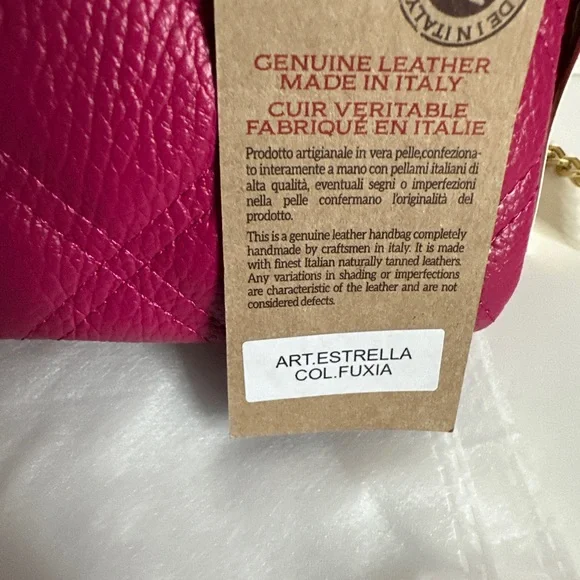 DE IN ITALY
GENUINE LEATHER
MADE IN ITALY
CUIR VERITABLE
FABRIQUÉ EN ITALIE
Prodotto artigianale in vera pelle,confeziona-
to interamente a mano con pellami italiani di
alta qualità, eventuali segni o imperfezioni
nella pelle confermano l'originalità del
prodotto.
This is a genuine leather handbag completely
handmade by craftsmen in italy. It is made
with finest Italian naturally tanned leathers.
Any variations in shading or imperfections
are characteristic of the leather and are not
considered defects.
ART.ESTRELLA
COL.FUXIA